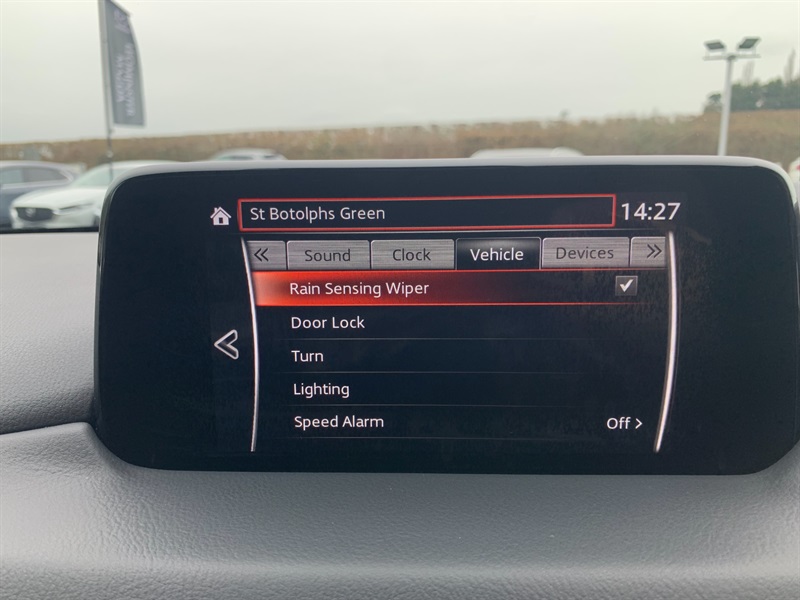 St Botolphs Green
14:27
Sound Clock Vehicle Devices
Rain Sensing Wiper
Door Lock
Turn
Lighting
Speed Alarm Off